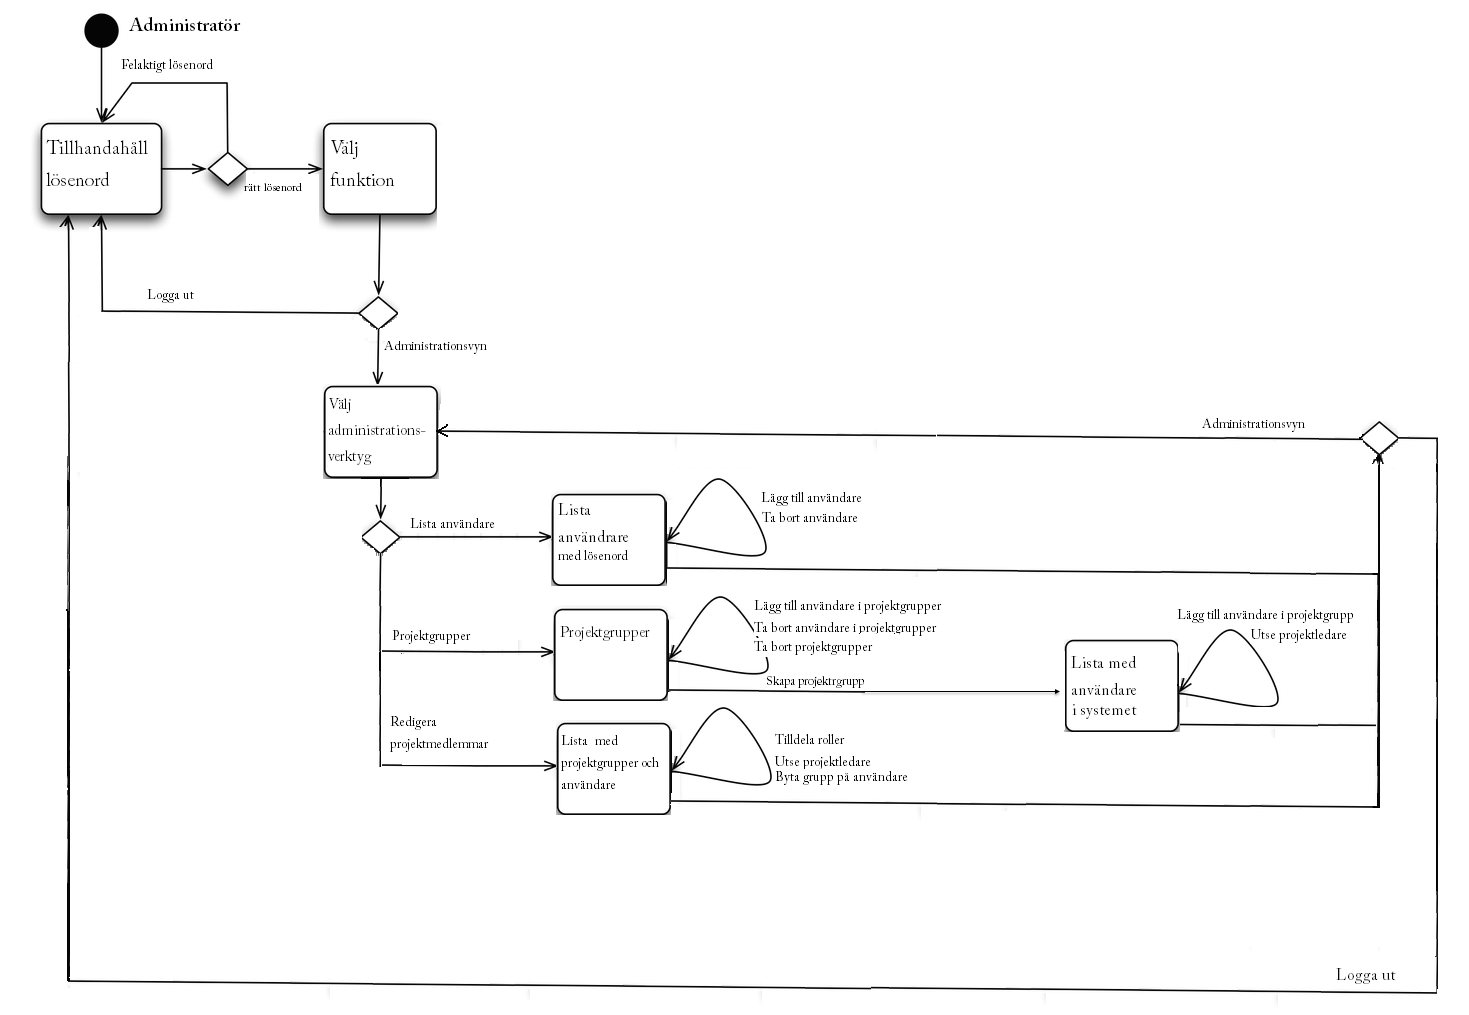 Administratör
Felaktigt lösenord
Tillhandahåll
lösenord
rätt lösenord
Välj
funktion
Logga ut
Administrationsvyn
Välj
administrations-
verktyg
Administrationsvyn
Lista användare
Lista
användrare
med lösenord
Lägg till användare
Ta bort användare
Projektgrupper
Projektgrupper
Lägg till användare i projektgrupper
Ta bort användare i projektgrupper
Ta bort projektgrupper
Skapa projektrgrupp
Lista med
användare
i systemet
Lägg till användare i projektgrupp
Utse projektledare
Redigera
projektmedlemmar
Lista med
projektgrupper och
användare
Tilldela roller
Utse projektledare
Byta grupp på användare
Logga ut